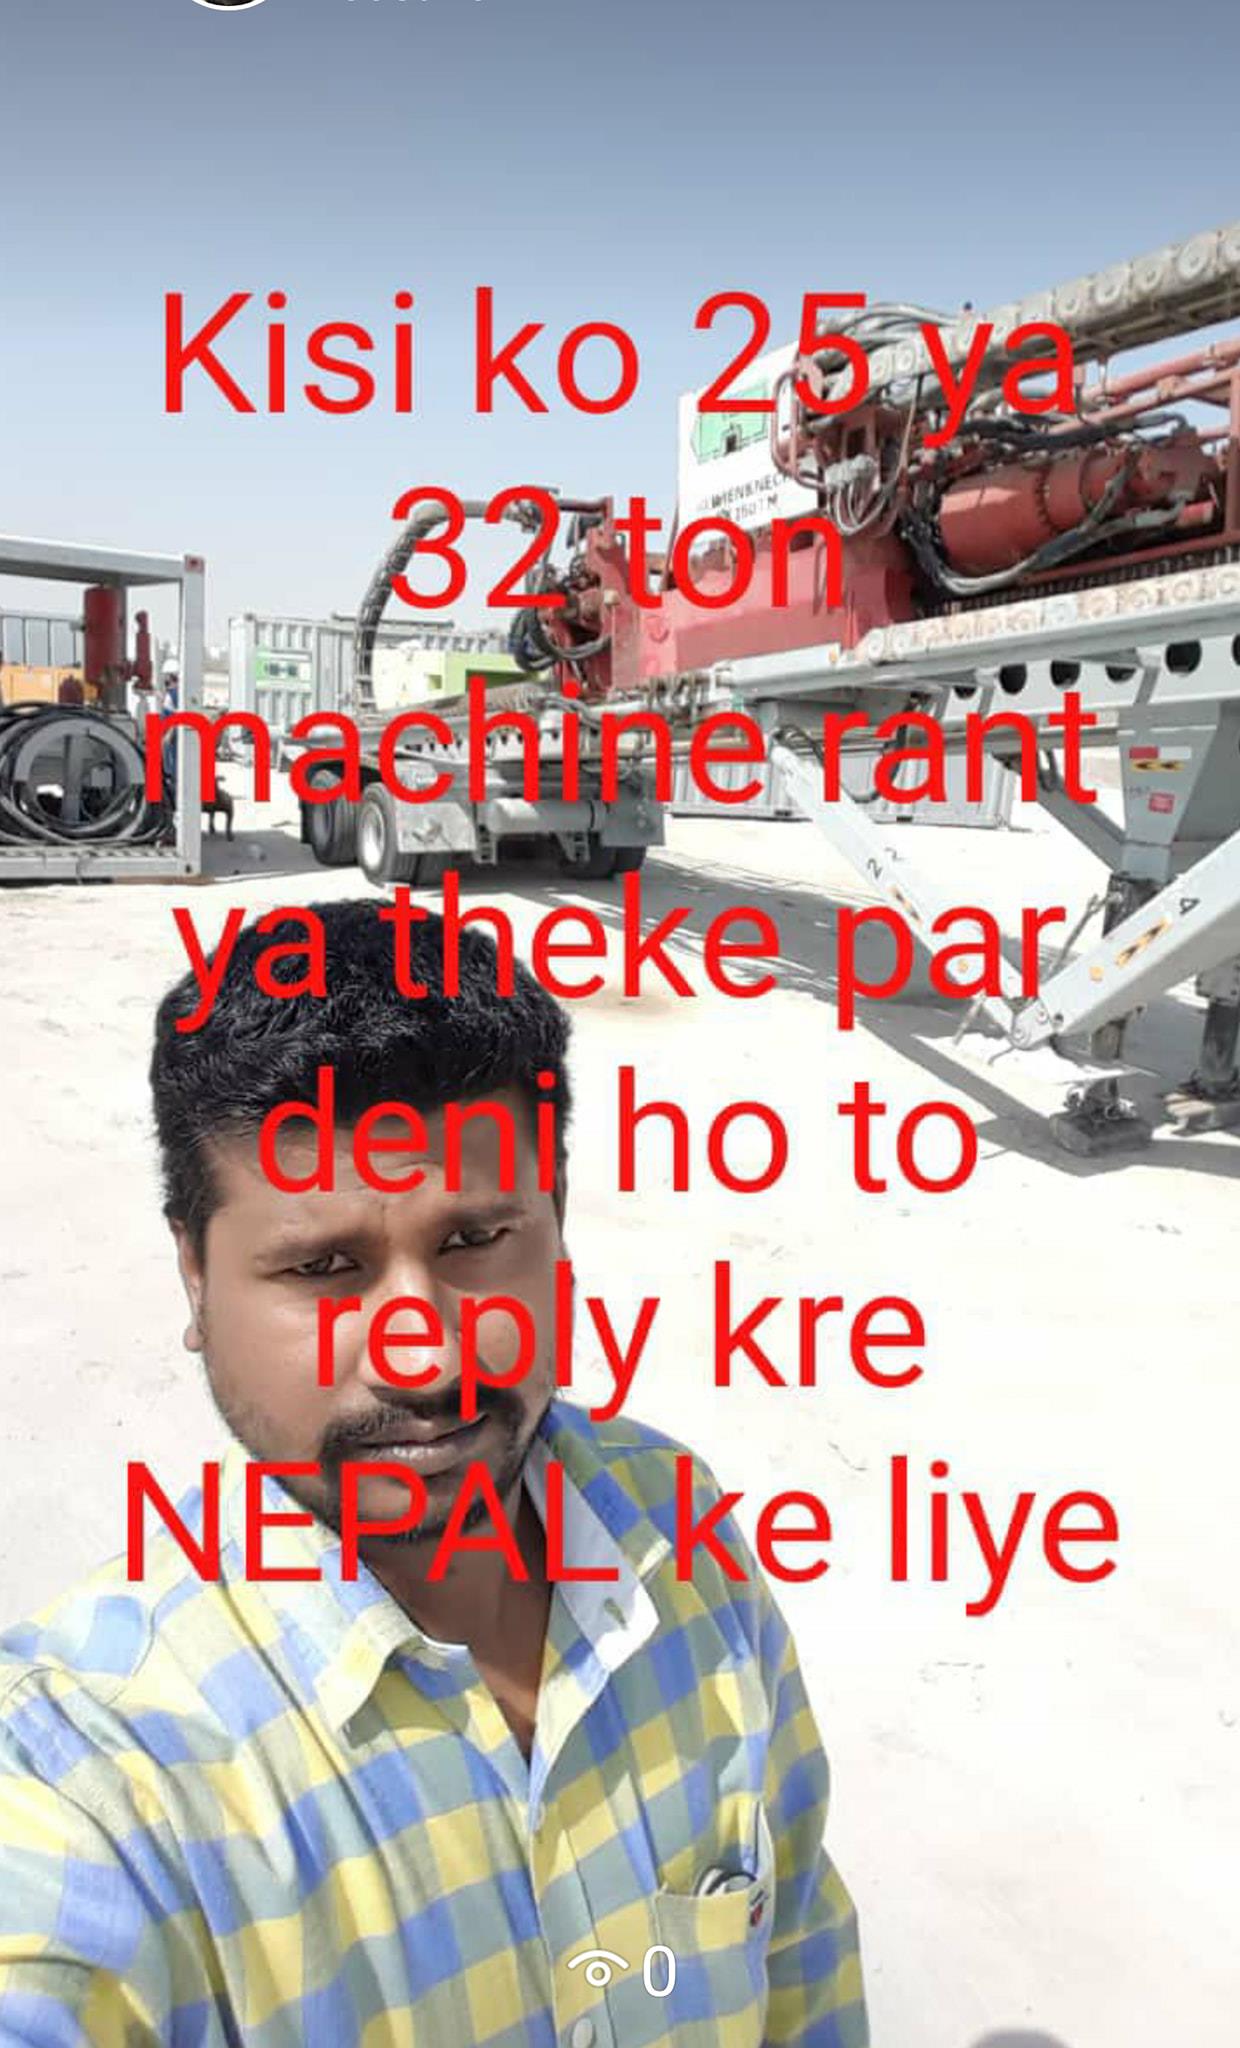 Kisi ko 25 ya
32 ton
machine rant
ya theke par
deni ho to
reply kre
NEPAL ke liye
0